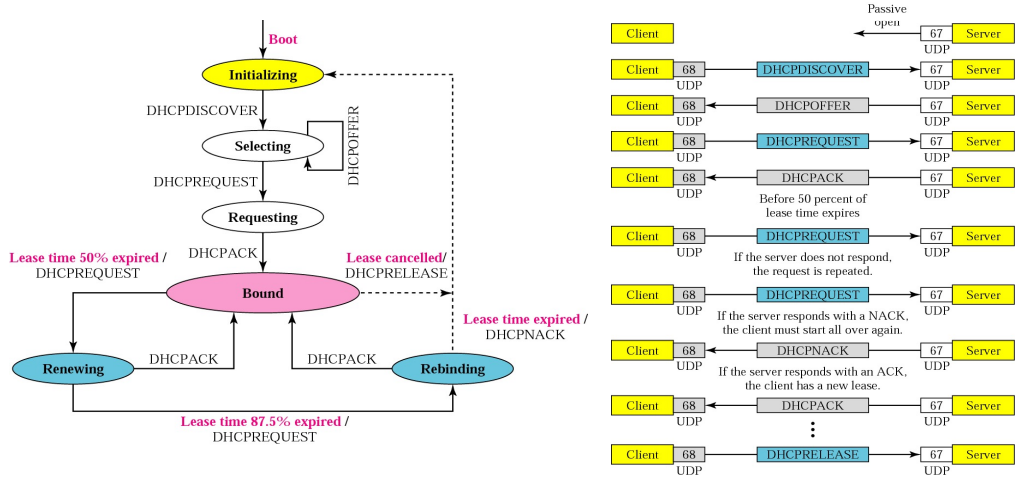 Boot
Initializing
DHCPDISCOVER
Selecting
DHCPOFFER
DHCPREQUEST
Requesting
DHCPACK
Lease time 50% expired /
DHCPREQUEST
Lease cancelled/
DHCPRELEASE
Bound
Lease time expired /
DHCPNACK
DHCPACK
DHCPACK
Renewing
Rebinding
Lease time 87.5% expired /
DHCPREQUEST
Passive
open
Client
67
Server
UDP
Client
68
DHCPDISCOVER
67
Server
UDP
UDP
Client
68
DHCPOFFER
67
Server
UDP
UDP
Client
68
DHCPREQUEST
67
Server
UDP
UDP
Client
68
DHCPACK
67
Server
UDP
UDP
Before 50 percent of
lease time expires
Client
68
DHCPREQUEST
67
Server
UDP
UDP
If the server does not respond,
the request is repeated.
Client
68
DHCPREQUEST
67
Server
UDP
UDP
If the server responds with a NACK,
the client must start all over again.
Client
68
DHCPNACK
67
Server
UDP
UDP
If the server responds with an ACK,
the client has a new lease.
Client
68
DHCPACK
67
Server
UDP
UDP
Client
68
DHCPRELEASE
67
Server
UDP
UDP